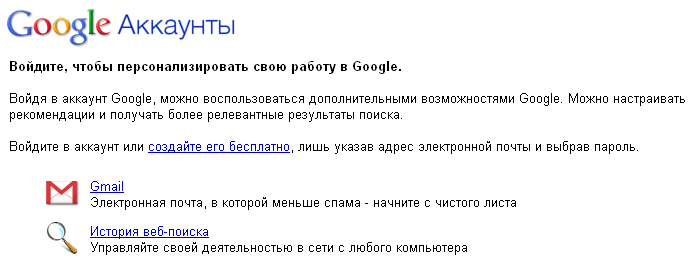 Google Аккаунты
Войдите, чтобы персонализировать свою работу в Google.
Войдя в аккаунт Google, можно воспользоваться дополнительными возможностями Google. Можно настраивать
рекомендации и получать более релевантные результаты поиска.
Войдите в аккаунт или создайте его бесплатно, лишь указав адрес электронной почты и выбрав пароль.
Gmail
Электронная почта, в которой меньше спама - начните с чистого листа
История веб-поиска
Управляйте своей деятельностью в сети с любого компьютера